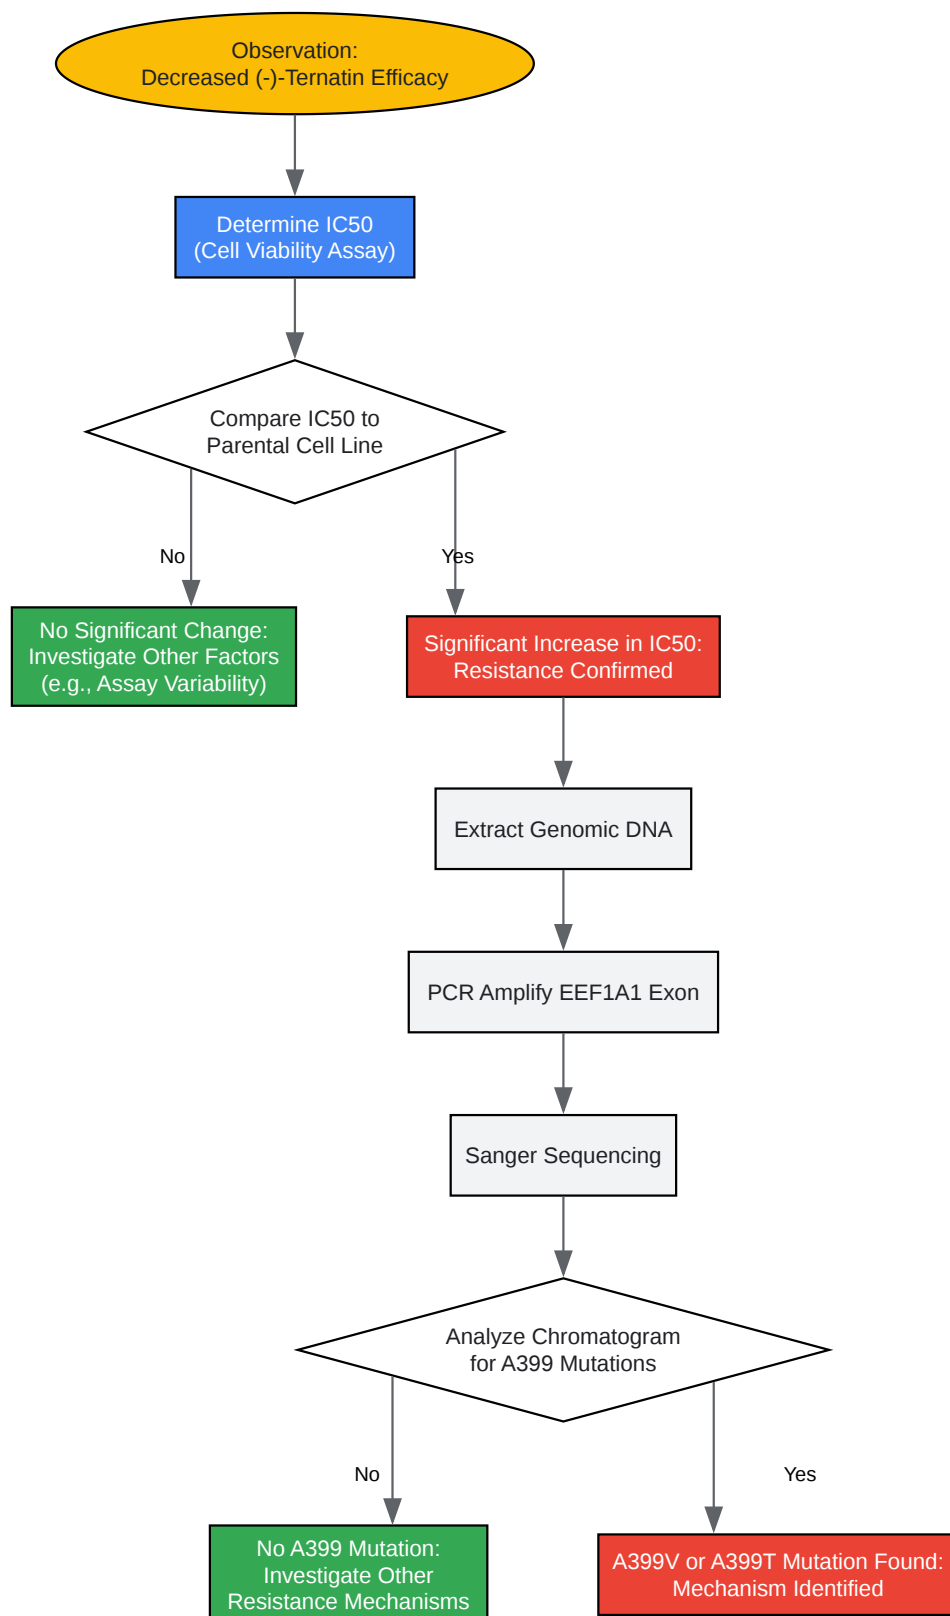 Observation:
Decreased (-)-Ternatin Efficacy
Determine IC50
(Cell Viability Assay)
Compare IC50 to
Parental Cell Line
No
Yes
No Significant Change:
Investigate Other Factors
(e.g., Assay Variability)
Significant Increase in IC50:
Resistance Confirmed
Extract Genomic DNA
PCR Amplify EEF1A1 Exon
Sanger Sequencing
Analyze Chromatogram
for A399 Mutations
No
Yes
No A399 Mutation:
Investigate Other
Resistance Mechanisms
A399V or A399T Mutation Found:
Mechanism Identified